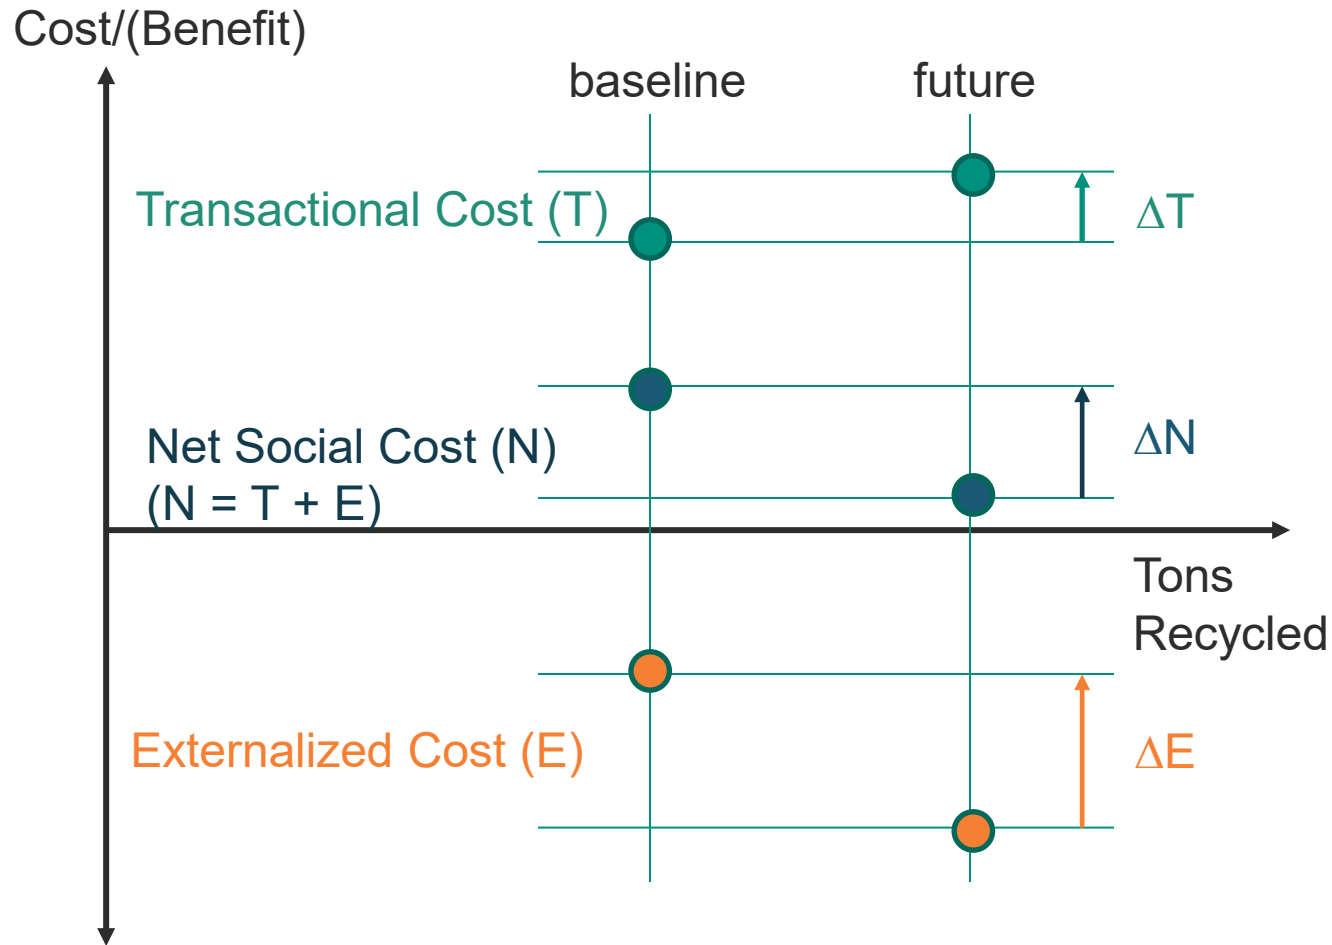 Cost/(Benefit)
baseline
future
Transactional Cost (T)
ΔT
Net Social Cost (N)
(N = T + E)
ΔN
Tons
Recycled
Externalized Cost (E)
ΔE